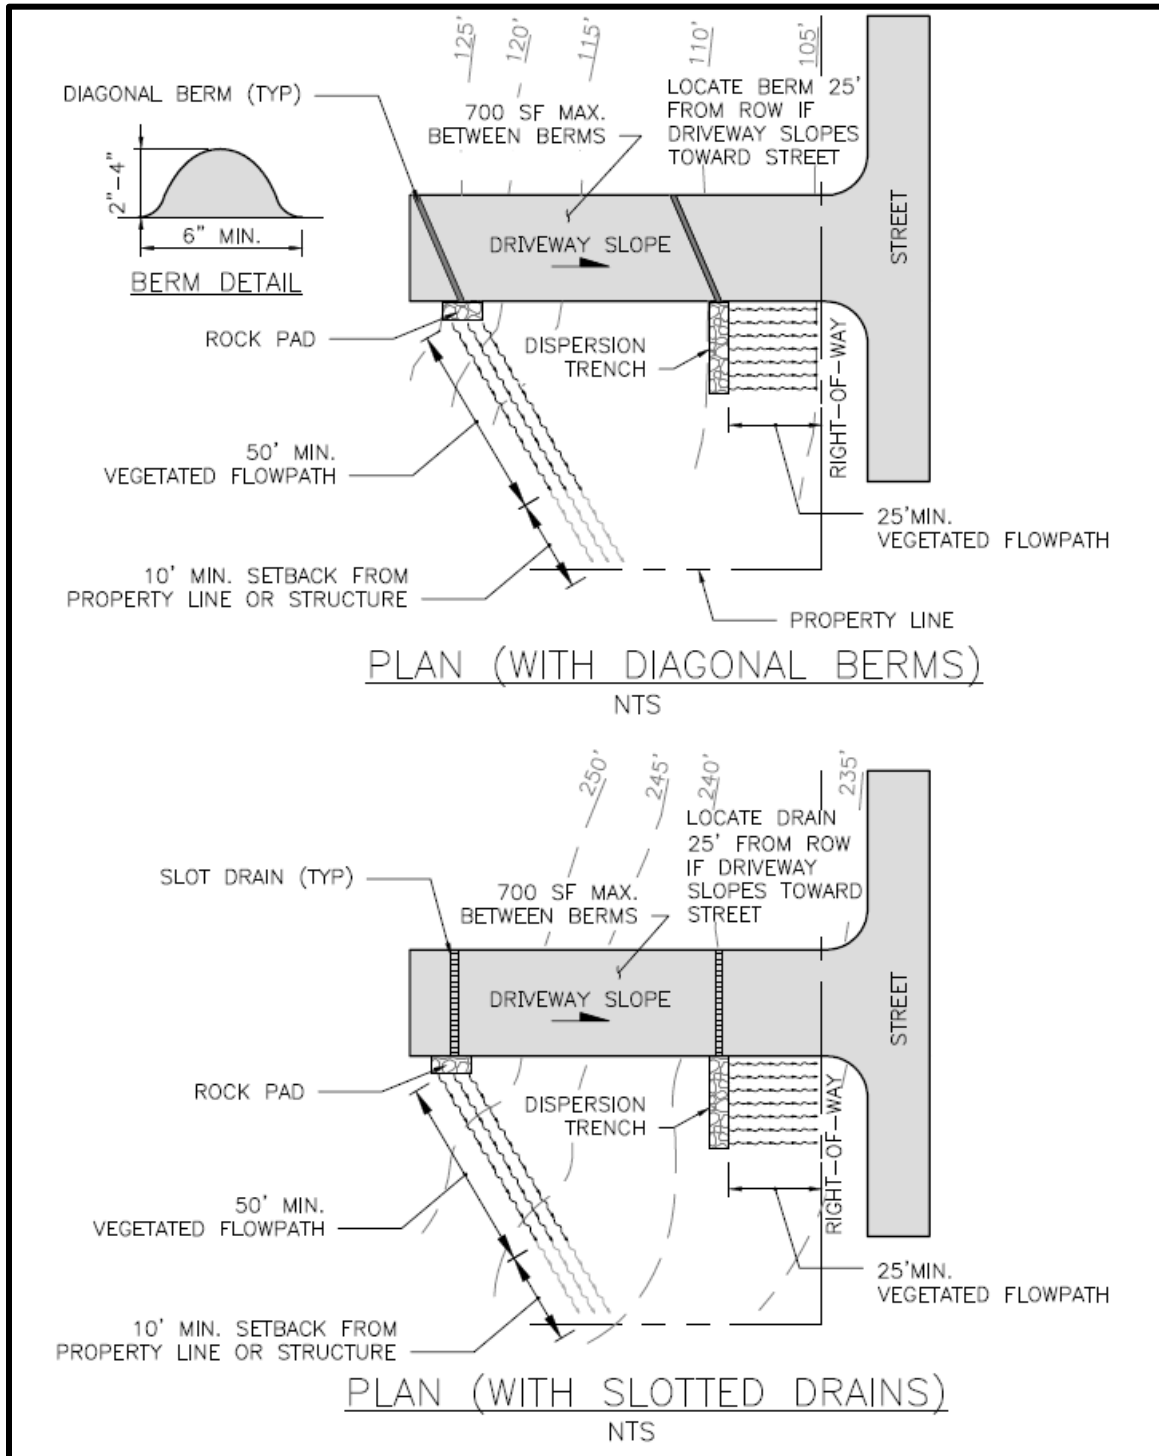 125'
120'
115'
110'
105'
DIAGONAL BERM (TYP)
700 SF MAX.
BETWEEN BERMS
LOCATE BERM 25'
FROM ROW IF
DRIVEWAY SLOPES
TOWARD STREET
2"-4"
6" MIN.
BERM DETAIL
DRIVEWAY SLOPE
STREET
ROCK PAD
DISPERSION
TRENCH
RIGHT-OF-WAY
50' MIN.
VEGETATED FLOWPATH
25'MIN.
VEGETATED FLOWPATH
10' MIN. SETBACK FROM
PROPERTY LINE OR STRUCTURE
PROPERTY LINE
PLAN (WITH DIAGONAL BERMS)
NTS
250'
245'
240'
235'
SLOT DRAIN (TYP)
700 SF MAX.
BETWEEN BERMS
LOCATE DRAIN
25' FROM ROW
IF DRIVEWAY
SLOPES TOWARD
STREET
DRIVEWAY SLOPE
STREET
ROCK PAD
DISPERSION
TRENCH
RIGHT-OF-WAY
50' MIN.
VEGETATED FLOWPATH
25'MIN.
VEGETATED FLOWPATH
10' MIN. SETBACK FROM
PROPERTY LINE OR STRUCTURE
PLAN (WITH SLOTTED DRAINS)
NTS